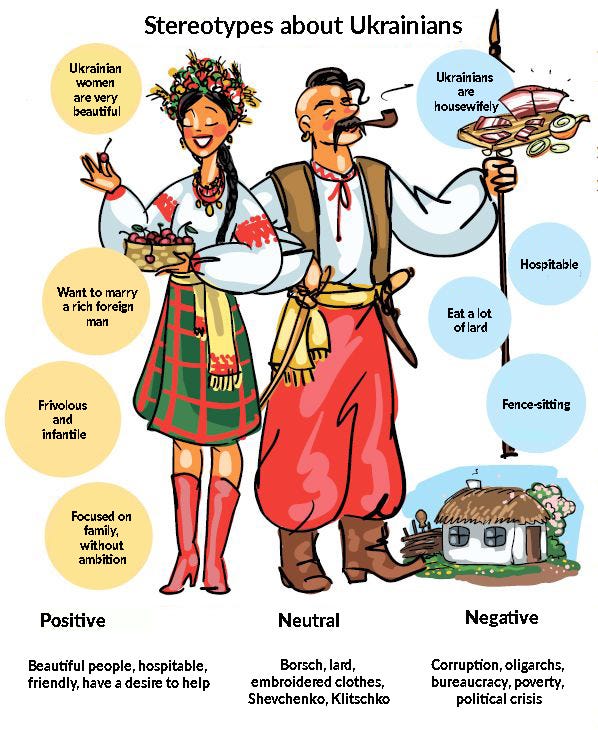 Stereotypes about Ukrainians
Ukrainian
women
are very
beautiful
Ukrainians
are
housewifely
Want to marry
a rich foreign
man
Hospitable
Eat a lot
of lard
Frivolous
and
infantile
Fence-sitting
Focused on
family,
without
ambition
Positive
Beautiful people, hospitable,
friendly, have a desire to help
Neutral
Borsch, lard,
embroidered clothes,
Shevchenko, Klitschko
Negative
Corruption, oligarchs,
bureaucracy, poverty,
political crisis